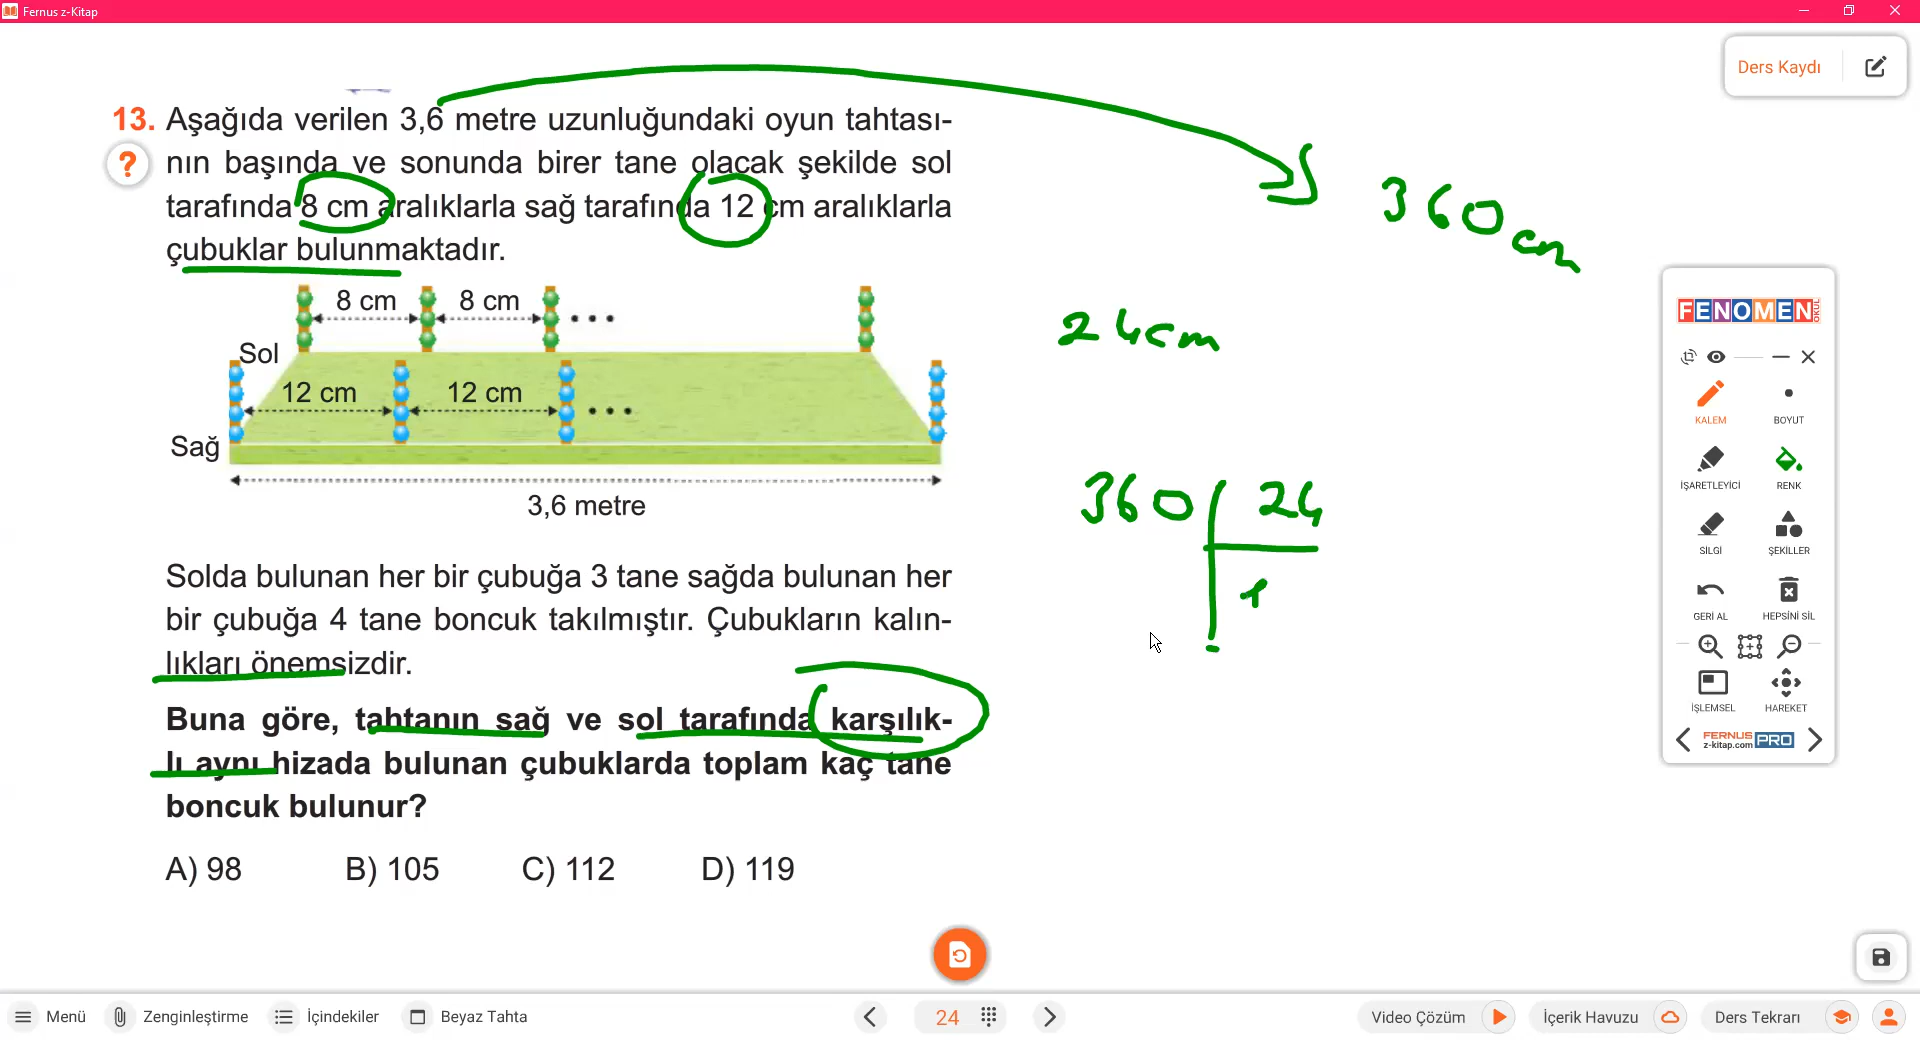 Fernus z-Kitap
Ders Kaydı
13. Aşağıda verilen 3,6 metre uzunluğundaki oyun tahtası-
nın başında ve sonunda birer tane olacak şekilde sol
tarafında 8 cm aralıklarla sağ tarafında 12 cm aralıklarla
çubuklar bulunmaktadır.
?
360 cm
8 cm 8 cm
24 cm
Sol
12 cm 12 cm
Sağ
3,6 metre
360 24
1
Solda bulunan her bir çubuğa 3 tane sağda bulunan her
bir çubuğa 4 tane boncuk takılmıştır. Çubukların kalın-
lıkları önemsizdir.
Buna göre, tahtanın sağ ve sol tarafında karşılık-
lı aynı hizada bulunan çubuklarda toplam kaç tane
boncuk bulunur?
A) 98 B) 105 C) 112 D) 119
FENOMEN OKUL
KALEM BOYUT
İŞARETLEYİCİ RENK
SİLGİ ŞEKİLLER
GERİ AL HEPSİNİ SİL
İŞLEMSEL HAREKET
FERNUS z-kitap.com PRO
Menü Zenginleştirme İçindekiler Beyaz Tahta 24 Video Çözüm İçerik Havuzu Ders Tekrarı